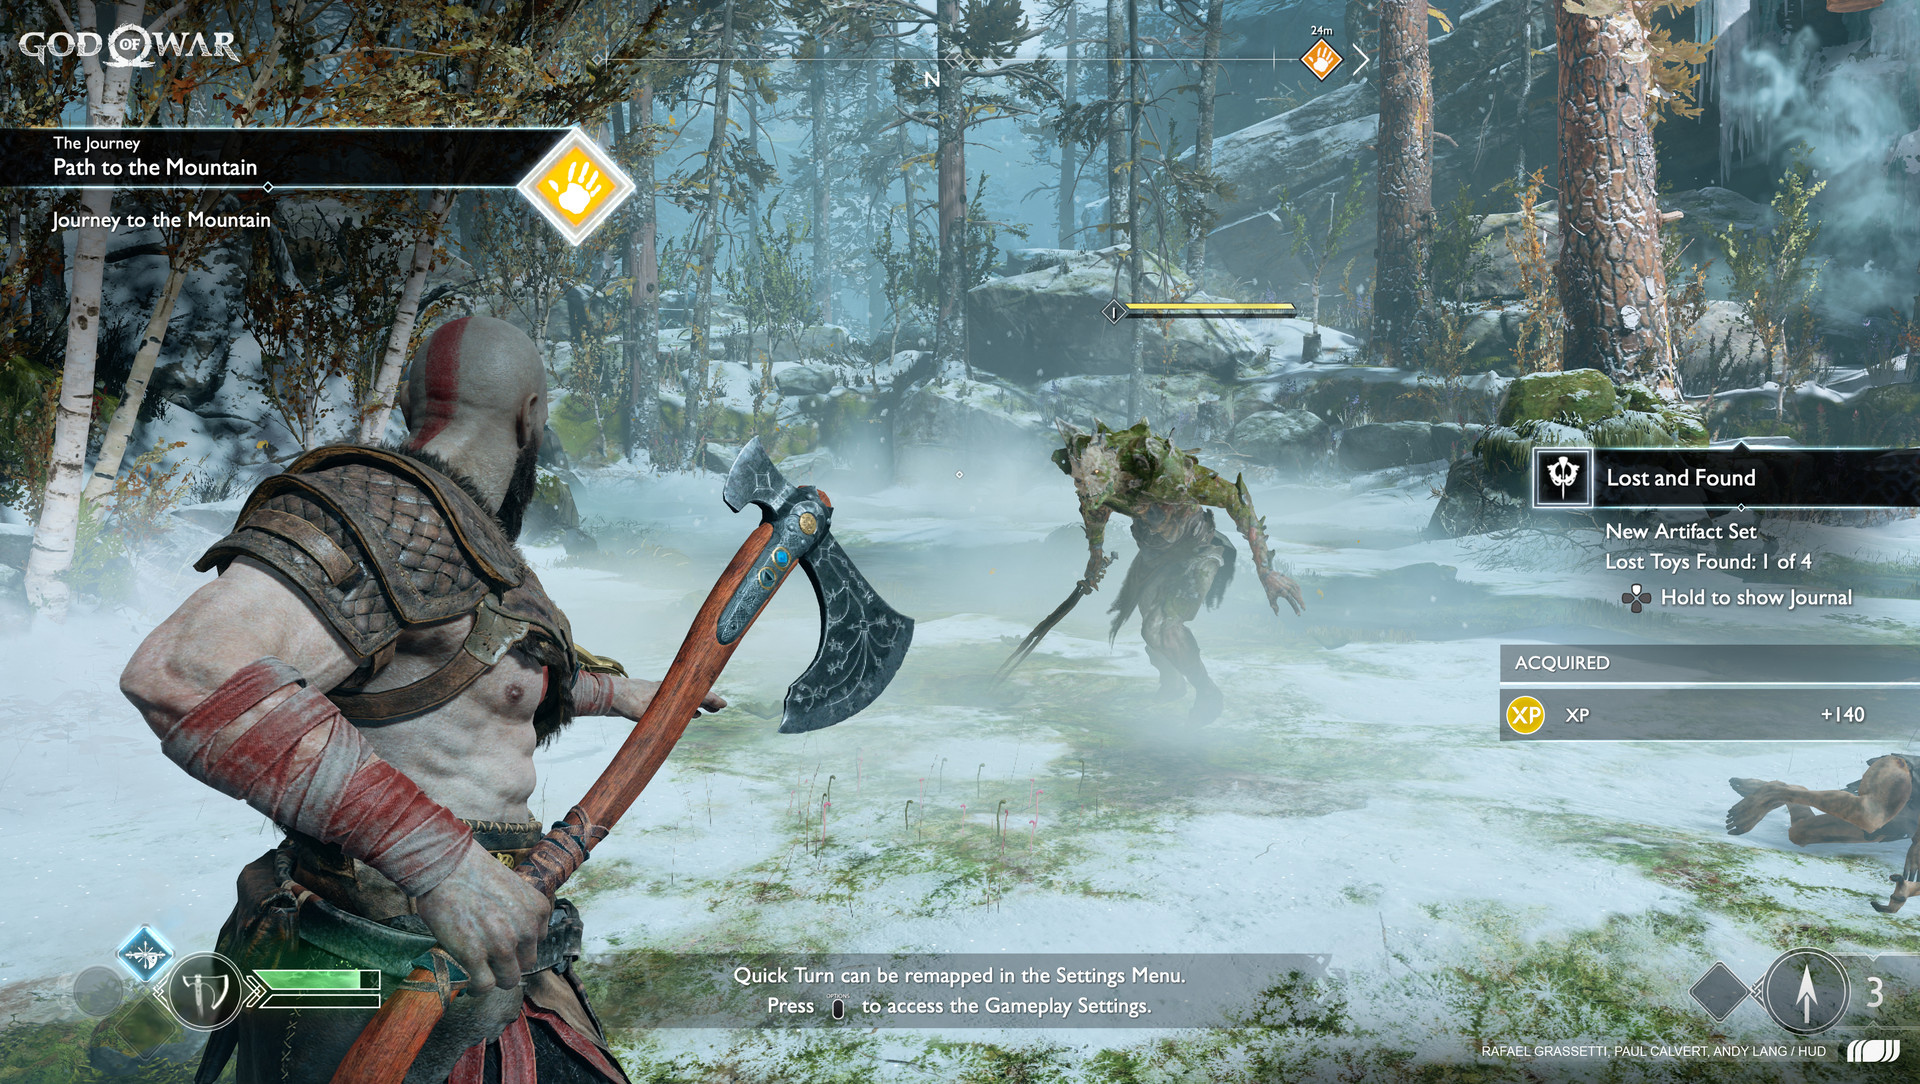 GOD OF WAR
24m
N
The Journey
Path to the Mountain
Journey to the Mountain
I
Lost and Found
New Artifact Set
Lost Toys Found: 1 of 4
Hold to show Journal
ACQUIRED
XP XP +140
Quick Turn can be remapped in the Settings Menu.
Press OPTIONS to access the Gameplay Settings.
3
RAFAEL GRASSETTI, PAUL CALVERT, ANDY LANG / HUD